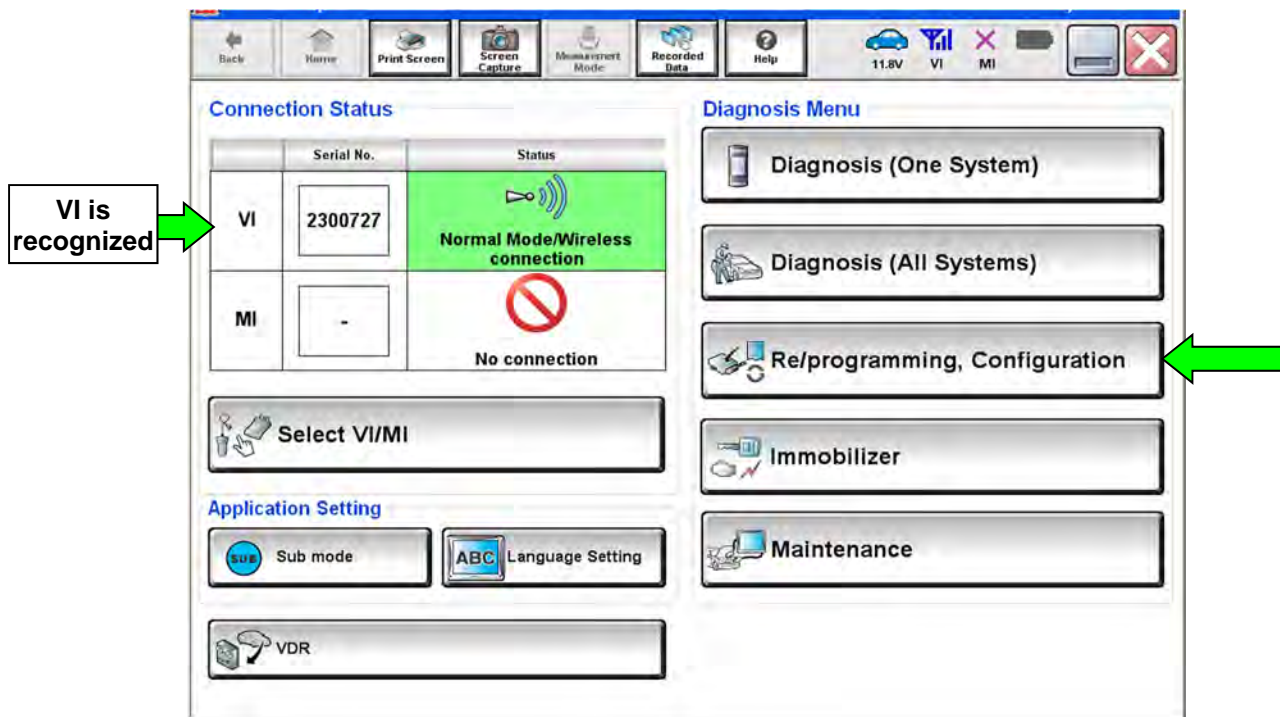 Back
Home
Print Screen
Screen
Capture
Measurement
Mode
Recorded
Data
Help
11.8V
VI
MI
Connection Status
Serial No.
Status
VI
2300727
Normal Mode/Wireless
connection
MI
-
No connection
VI is
recognized
Select VI/MI
Application Setting
SUB
Sub mode
ABC
Language Setting
VDR
Diagnosis Menu
Diagnosis (One System)
Diagnosis (All Systems)
Re/programming, Configuration
Immobilizer
Maintenance